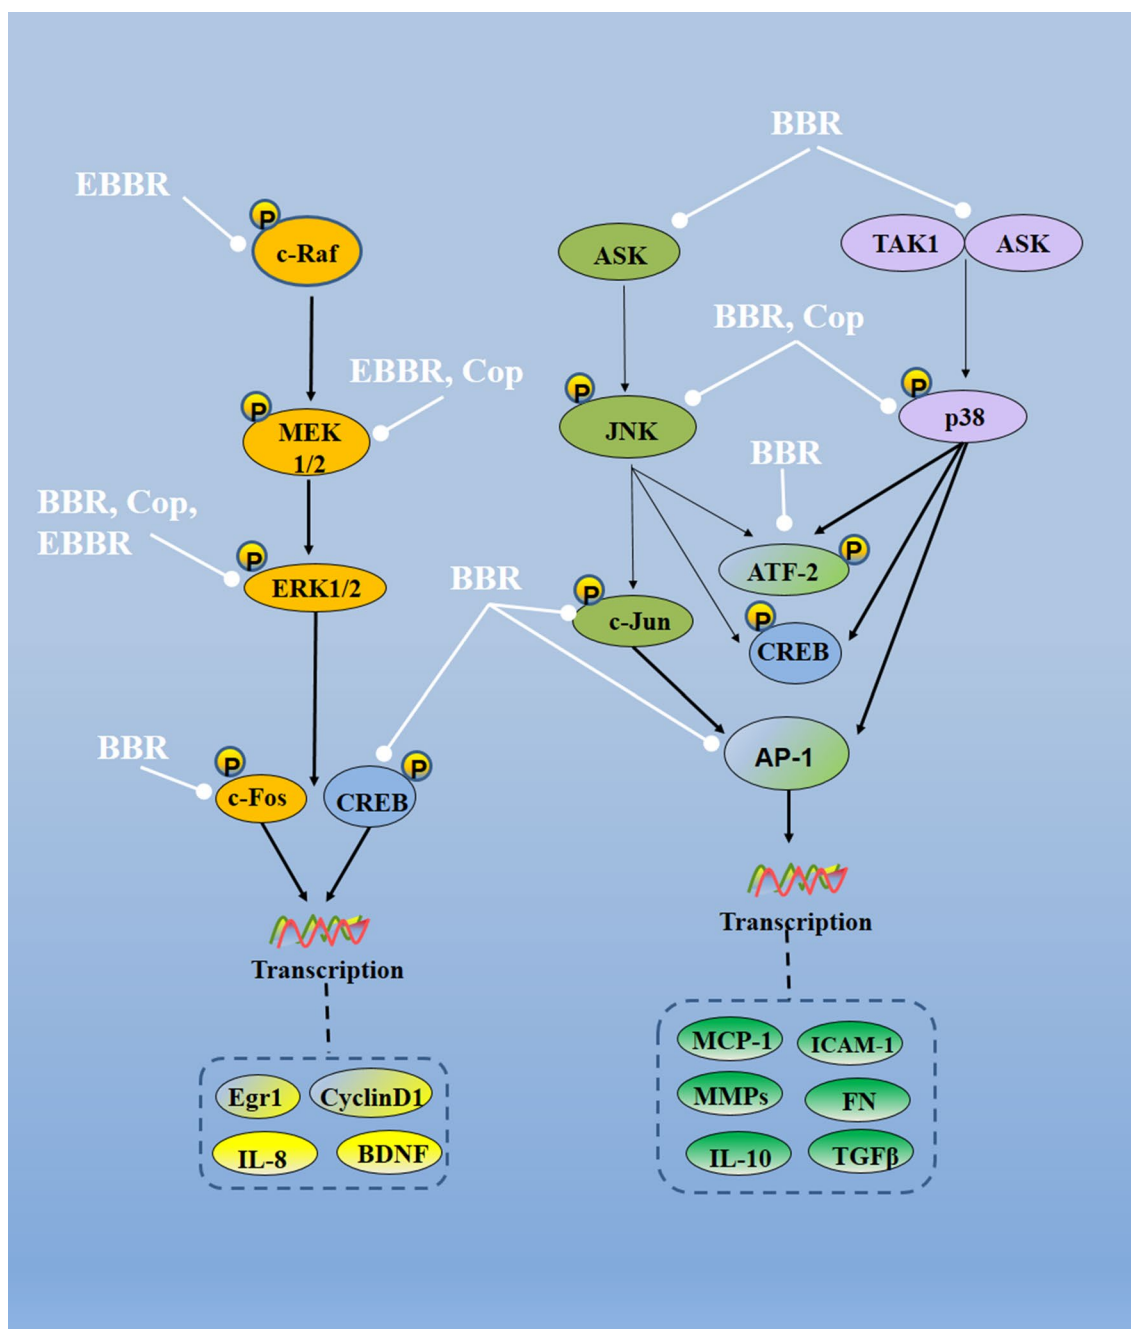 BBR
EBBR
P
c-Raf
ASK
TAK1
ASK
BBR, Cop
EBBR, Cop
P
MEK
1/2
P
JNK
P
p38
BBR
BBR, Cop,
EBBR
P
ERK1/2
P
ATF-2
BBR
P
c-Jun
P
CREB
BBR
P
c-Fos
P
CREB
AP-1
Transcription
Transcription
Egr1
CyclinD1
IL-8
BDNF
MCP-1
ICAM-1
MMPs
FN
IL-10
TGFβ